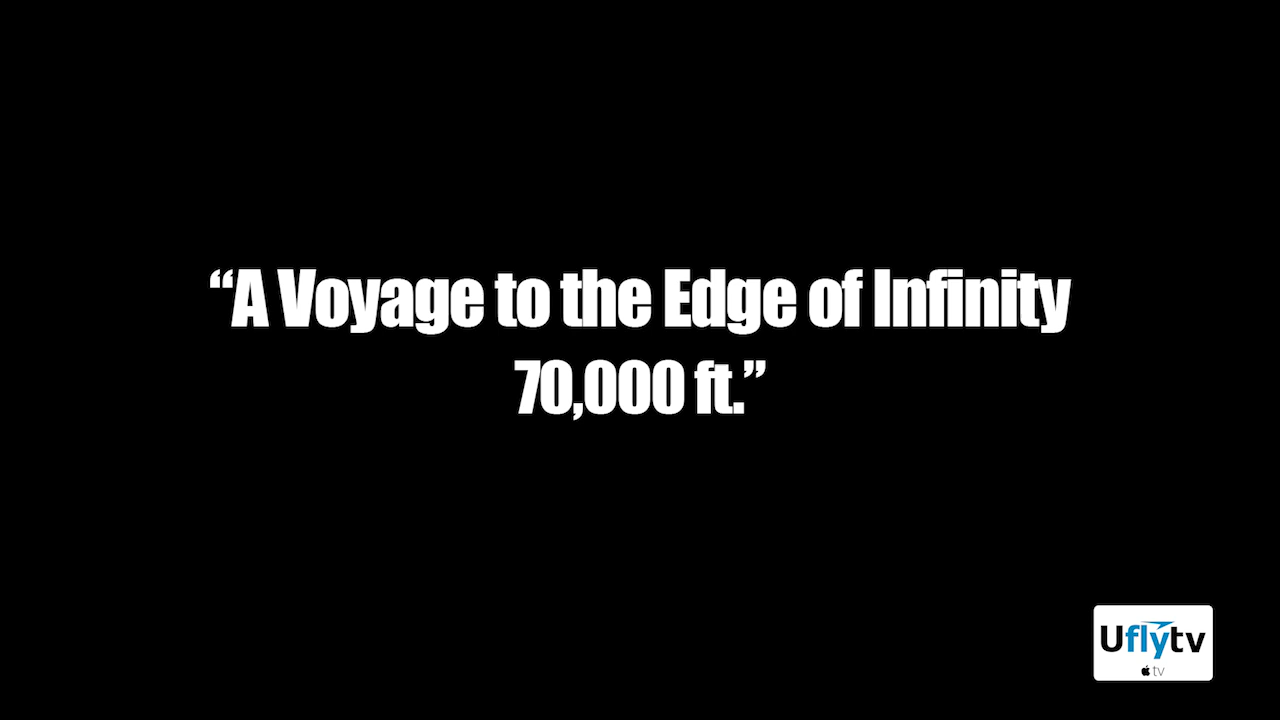 “A Voyage to the Edge of Infinity
70,000 ft.”
Uflytv
tv